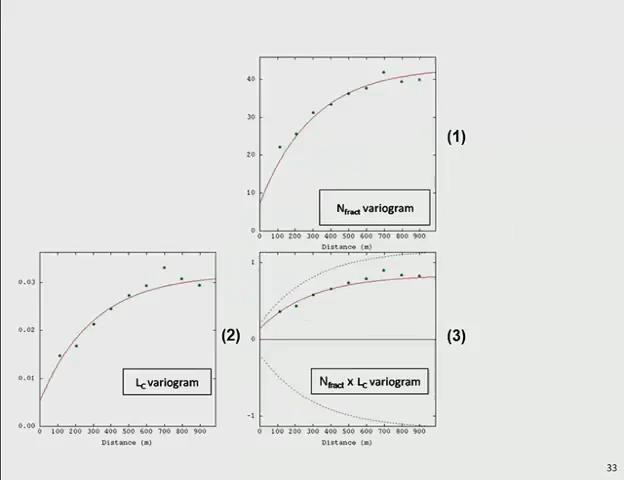 40
30
20
10
0
0 100 200 300 400 500 600 700 800 900
Distance (m)
Nfract variogram
(1)
0.03
0.02
0.01
0.00
0 100 200 300 400 500 600 700 800 900
Distance (m)
LC variogram
(2)
1
0
-1
0 100 200 300 400 500 600 700 800 900
Distance (m)
Nfract x LC variogram
(3)
33